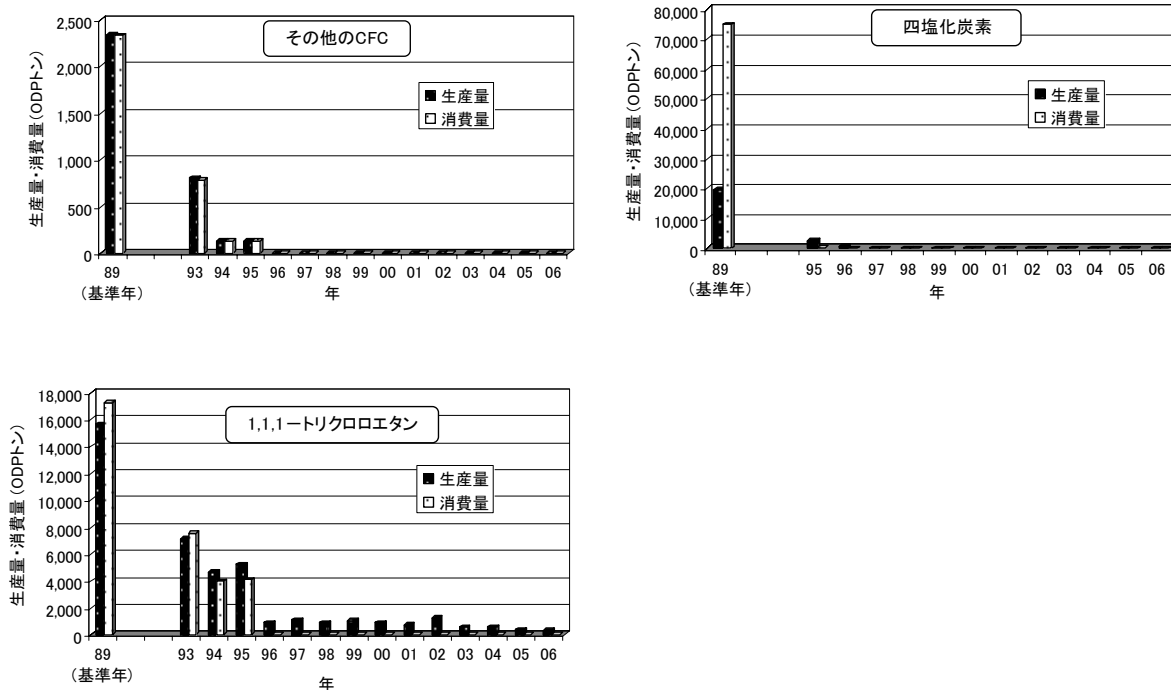 その他のCFC
生産量・消費量(ODPトン)
2,500
2,000
1,500
1,000
500
0
生産量
消費量
89 93 94 95 96 97 98 99 00 01 02 03 04 05 06
(基準年)
年
四塩化炭素
生産量・消費量(ODPトン)
80,000
70,000
60,000
50,000
40,000
30,000
20,000
10,000
0
生産量
消費量
89 95 96 97 98 99 00 01 02 03 04 05 06
(基準年)
年
1,1,1-トリクロロエタン
生産量・消費量(ODPトン)
18,000
16,000
14,000
12,000
10,000
8,000
6,000
4,000
2,000
0
生産量
消費量
89 93 94 95 96 97 98 99 00 01 02 03 04 05 06
(基準年)
年